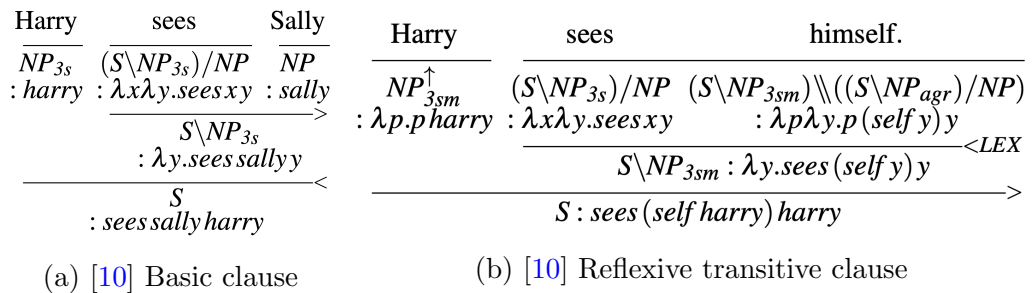 Harry sees Sally
NP3s (S\NP3s)/NP NP
: harry : λxλy.sees x y : sally
>
S\NP3s
: λy.sees sally y
<
S
: sees sally harry
(a) [10] Basic clause
Harry sees himself.
NP↑3sm (S\NP3s)/NP (S\NP3sm)\\((S\NPagr)/NP)
: λp.p harry : λxλy.sees x y : λpλy.p (self y) y
<LEX
S\NP3sm : λy.sees (self y) y
>
S : sees (self harry) harry
(b) [10] Reflexive transitive clause